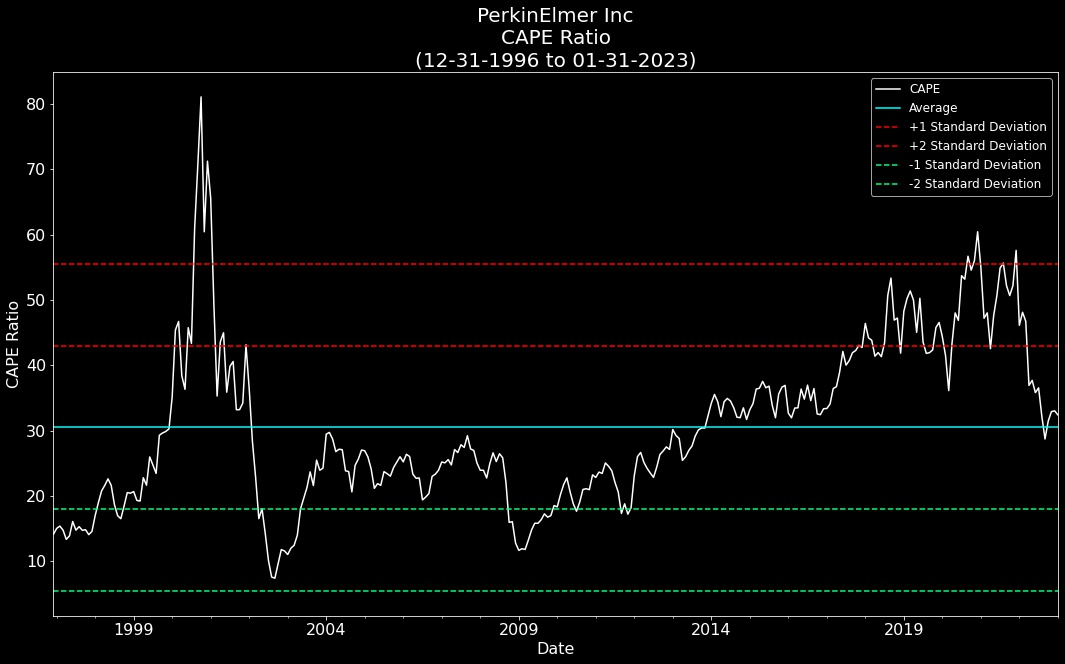 PerkinElmer Inc
CAPE Ratio
(12-31-1996 to 01-31-2023)
CAPE
Average
+1 Standard Deviation
+2 Standard Deviation
-1 Standard Deviation
-2 Standard Deviation
80
70
60
50
40
30
20
10
CAPE Ratio
1999 2004 2009 2014 2019
Date